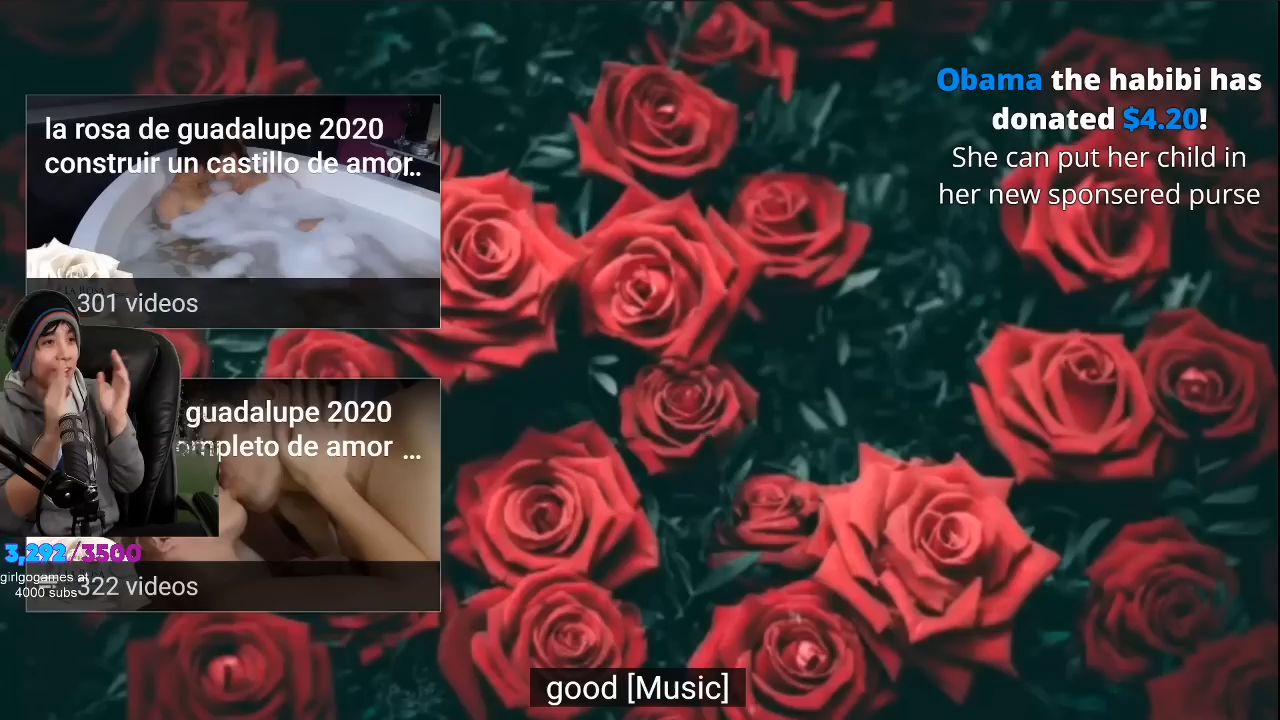 la rosa de guadalupe 2020
construir un castillo de amor..
301 videos
guadalupe 2020
ompleto de amor ...
322 videos
3,292/3500
girlgogames at
4000 subs
Obama the habibi has
donated $4.20!
She can put her child in
her new sponsered purse
good [Music]